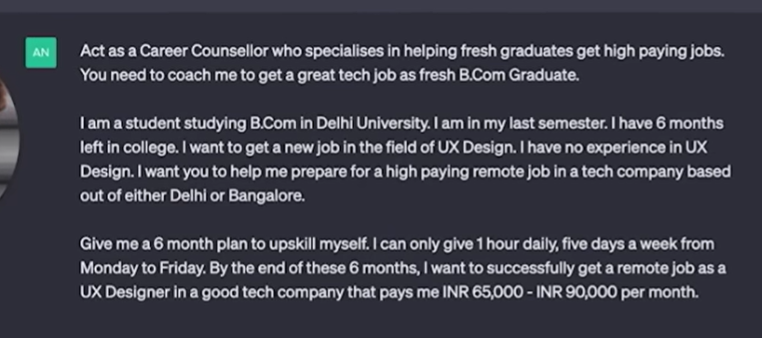 AN
Act as a Career Counsellor who specialises in helping fresh graduates get high paying jobs.
You need to coach me to get a great tech job as fresh B.Com Graduate.
I am a student studying B.Com in Delhi University. I am in my last semester. I have 6 months
left in college. I want to get a new job in the field of UX Design. I have no experience in UX
Design. I want you to help me prepare for a high paying remote job in a tech company based
out of either Delhi or Bangalore.
Give me a 6 month plan to upskill myself. I can only give 1 hour daily, five days a week from
Monday to Friday. By the end of these 6 months, I want to successfully get a remote job as a
UX Designer in a good tech company that pays me INR 65,000 - INR 90,000 per month.